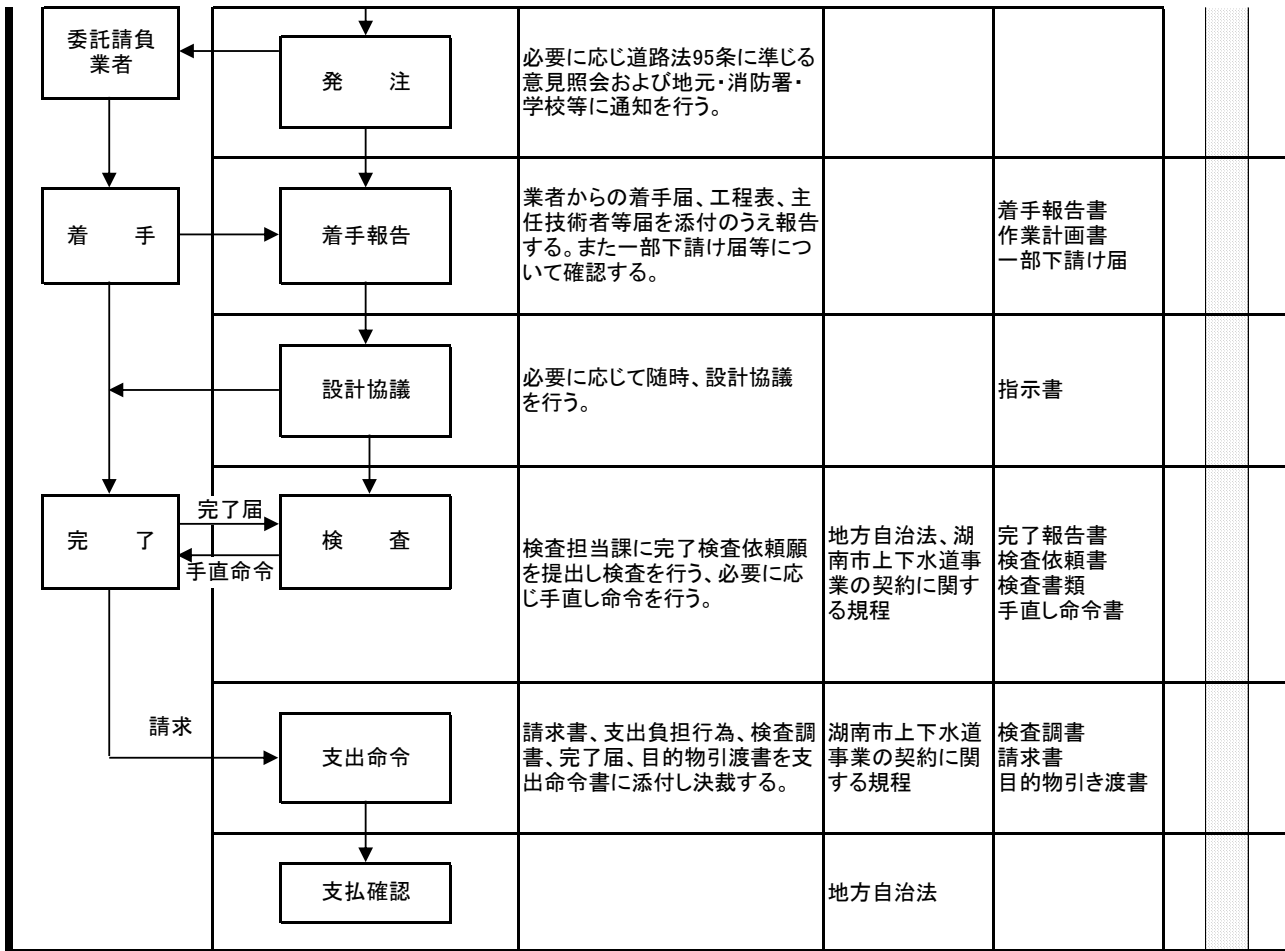 委託請負
業者
発　注
必要に応じ道路法95条に準じる
意見照会および地元・消防署・
学校等に通知を行う。
着　手
着手報告
業者からの着手届、工程表、主
任技術者等届を添付のうえ報告
する。また一部下請け届等につ
いて確認する。
着手報告書
作業計画書
一部下請け届
設計協議
必要に応じて随時、設計協議
を行う。
指示書
完　了
完了届
手直命令
検　査
検査担当課に完了検査依頼願
を提出し検査を行う、必要に応
じ手直し命令を行う。
地方自治法、湖
南市上下水道事
業の契約に関す
る規程
完了報告書
検査依頼書
検査書類
手直し命令書
請求
支出命令
請求書、支出負担行為、検査調
書、完了届、目的物引渡書を支
出命令書に添付し決裁する。
湖南市上下水道
事業の契約に関
する規程
検査調書
請求書
目的物引き渡書
支払確認
地方自治法